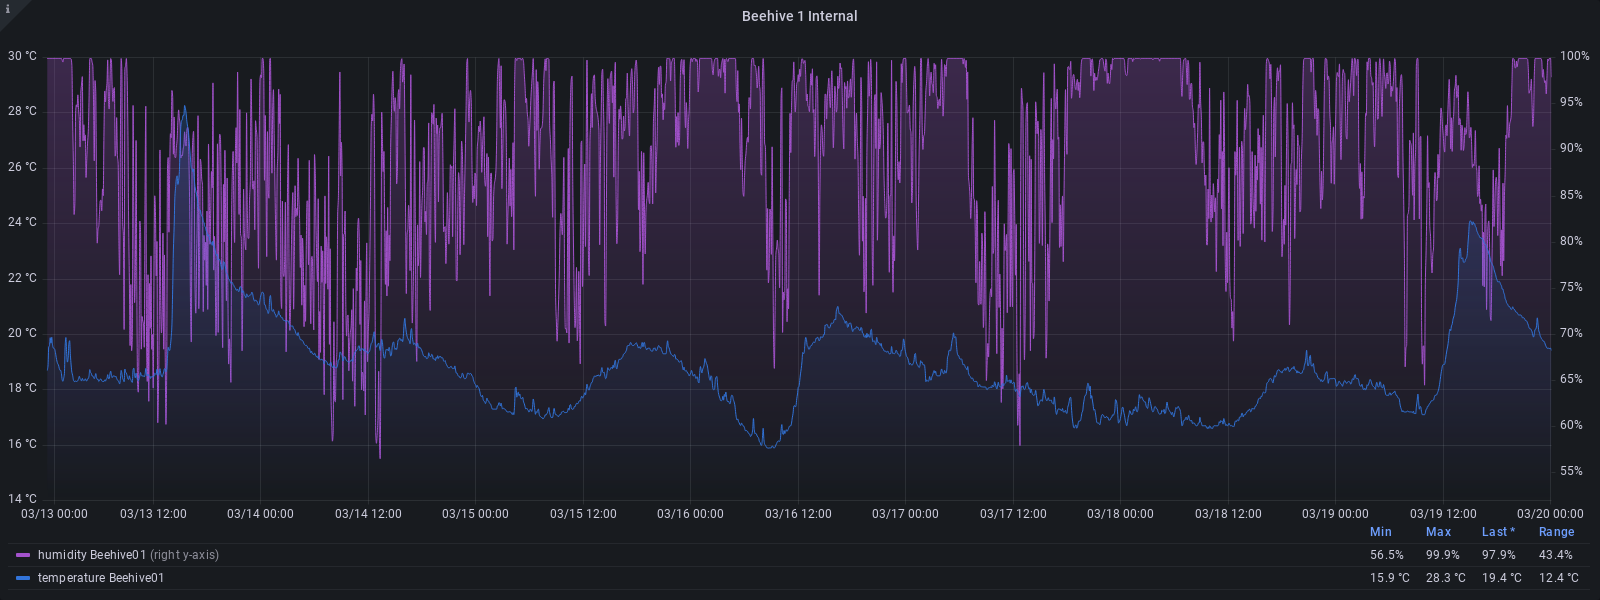 i
Beehive 1 Internal
30 °C
28 °C
26 °C
24 °C
22 °C
20 °C
18 °C
16 °C
14 °C
100%
95%
90%
85%
80%
75%
70%
65%
60%
55%
03/13 00:00 03/13 12:00 03/14 00:00 03/14 12:00 03/15 00:00 03/15 12:00 03/16 00:00 03/16 12:00 03/17 00:00 03/17 12:00 03/18 00:00 03/18 12:00 03/19 00:00 03/19 12:00 03/20 00:00
Min Max Last * Range
humidity Beehive01 (right y-axis) 56.5% 99.9% 97.9% 43.4%
temperature Beehive01 15.9 °C 28.3 °C 19.4 °C 12.4 °C